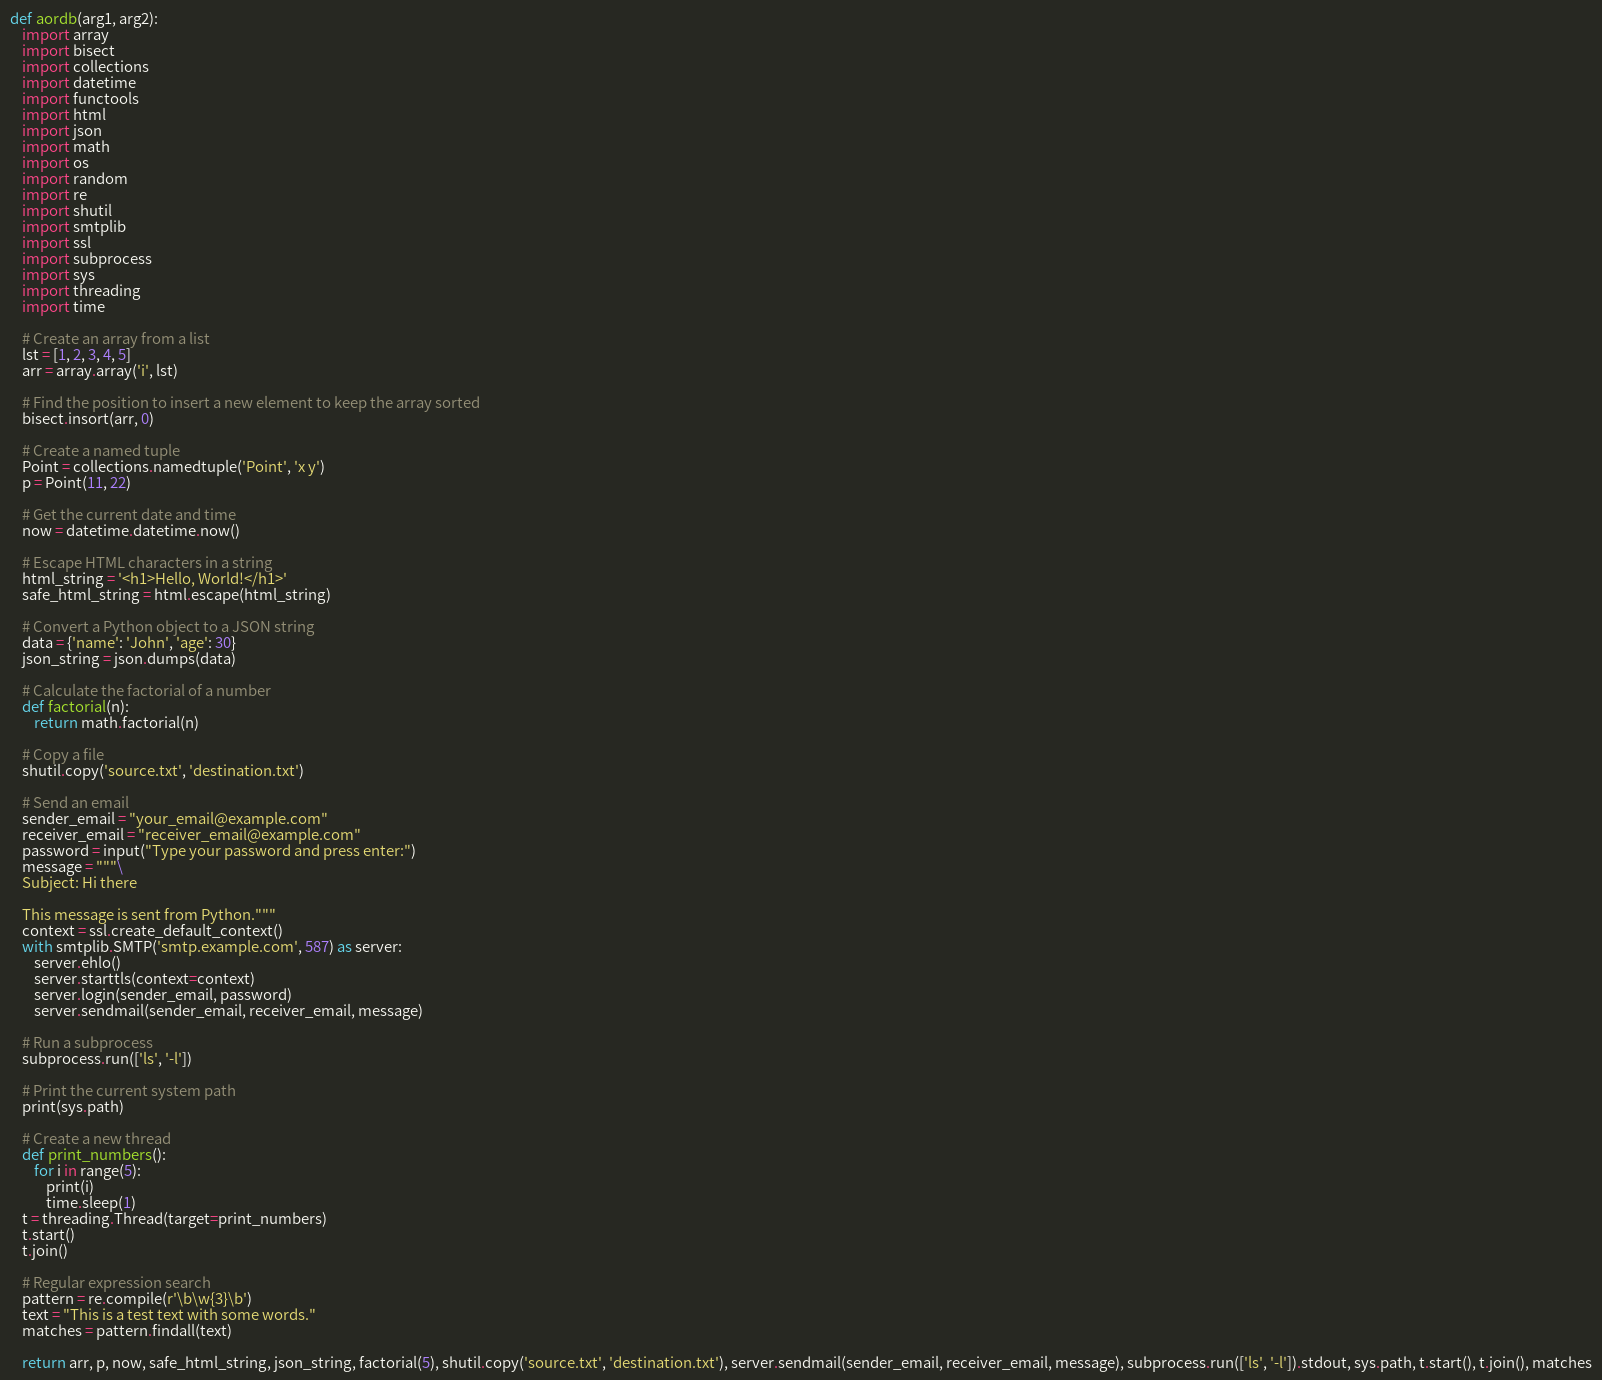 def aordb(arg1, arg2):
import array
import bisect
import collections
import datetime
import functools
import html
import json
import math
import os
import random
import re
import shutil
import smtplib
import ssl
import subprocess
import sys
import threading
import time
# Create an array from a list
lst = [1, 2, 3, 4, 5]
arr = array.array('i', lst)
# Find the position to insert a new element to keep the array sorted
bisect.insort(arr, 0)
# Create a named tuple
Point = collections.namedtuple('Point', 'x y')
p = Point(11, 22)
# Get the current date and time
now = datetime.datetime.now()
# Escape HTML characters in a string
html_string = '<h1>Hello, World!</h1>'
safe_html_string = html.escape(html_string)
# Convert a Python object to a JSON string
data = {'name': 'John', 'age': 30}
json_string = json.dumps(data)
# Calculate the factorial of a number
def factorial(n):
return math.factorial(n)
# Copy a file
shutil.copy('source.txt', 'destination.txt')
# Send an email
sender_email = "your_email@example.com"
receiver_email = "receiver_email@example.com"
password = input("Type your password and press enter:")
message = """\
Subject: Hi there
This message is sent from Python."""
context = ssl.create_default_context()
with smtplib.SMTP('smtp.example.com', 587) as server:
server.ehlo()
server.starttls(context=context)
server.login(sender_email, password)
server.sendmail(sender_email, receiver_email, message)
# Run a subprocess
subprocess.run(['ls', '-l'])
# Print the current system path
print(sys.path)
# Create a new thread
def print_numbers():
for i in range(5):
print(i)
time.sleep(1)
t = threading.Thread(target=print_numbers)
t.start()
t.join()
# Regular expression search
pattern = re.compile(r'\b\w{3}\b')
text = "This is a test text with some words."
matches = pattern.findall(text)
return arr, p, now, safe_html_string, json_string, factorial(5), shutil.copy('source.txt', 'destination.txt'), server.sendmail(sender_email, receiver_email, message), subprocess.run(['ls', '-l']).stdout, sys.path, t.start(), t.join(), matches